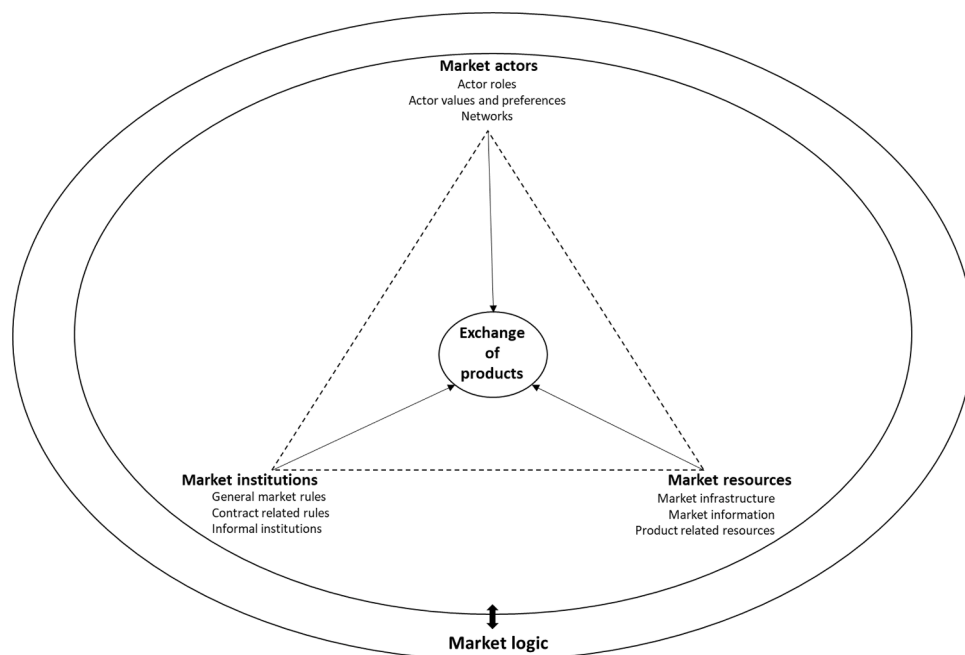 Market actors
Actor roles
Actor values and preferences
Networks
Exchange
of
products
Market institutions
General market rules
Contract related rules
Informal institutions
Market resources
Market infrastructure
Market information
Product related resources
Market logic